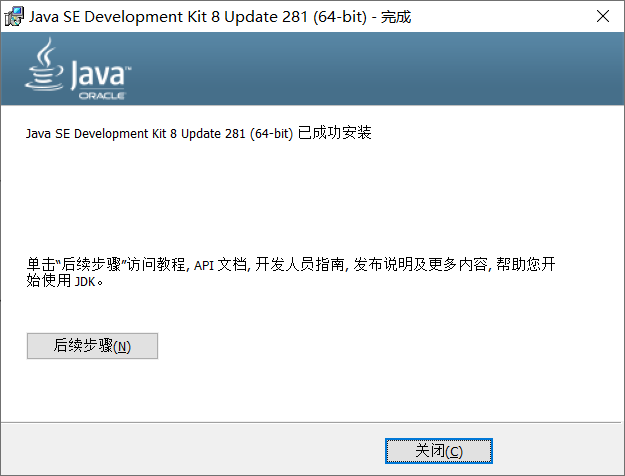 Java SE Development Kit 8 Update 281 (64-bit) - 完成
Java™
ORACLE
Java SE Development Kit 8 Update 281 (64-bit) 已成功安装
单击“后续步骤”访问教程, API 文档, 开发人员指南, 发布说明及更多内容, 帮助您开
始使用 JDK。
后续步骤(N)
关闭(C)